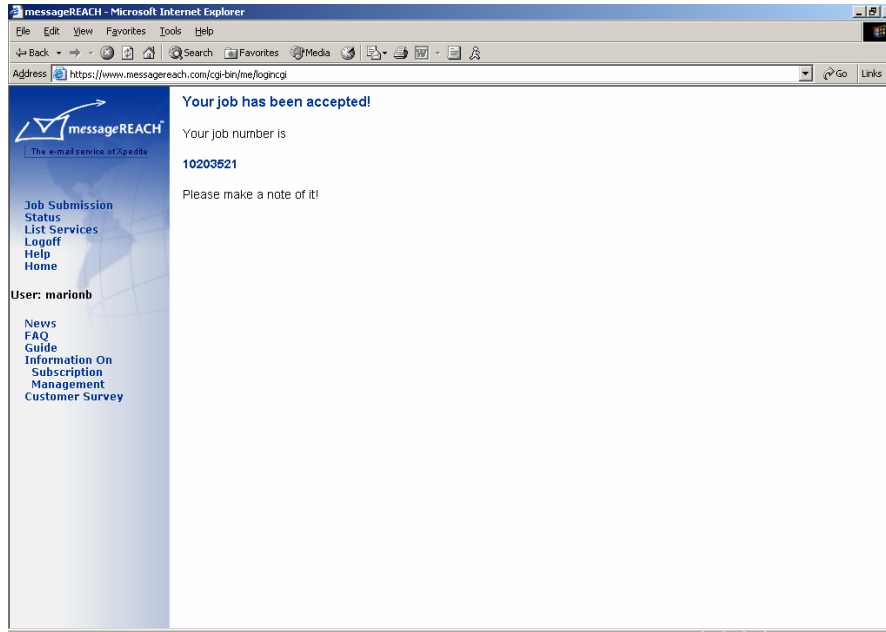 messageREACH - Microsoft Internet Explorer
File Edit View Favorites Tools Help
Back Search Favorites Media
Address https://www.messagereach.com/cgi-bin/me/logincgi Go Links
messageREACH
The e-mail service of Xpedite
Job Submission
Status
List Services
Logoff
Help
Home
User: marionb
News
FAQ
Guide
Information On
Subscription
Management
Customer Survey
Your job has been accepted!
Your job number is
10203521
Please make a note of it!